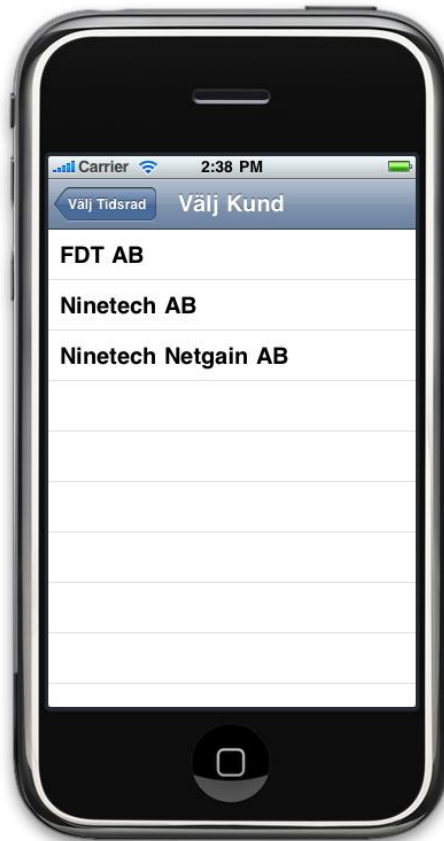 Carrier 2:38 PM
Välj Tidsrad Välj Kund
FDT AB
Ninetech AB
Ninetech Netgain AB